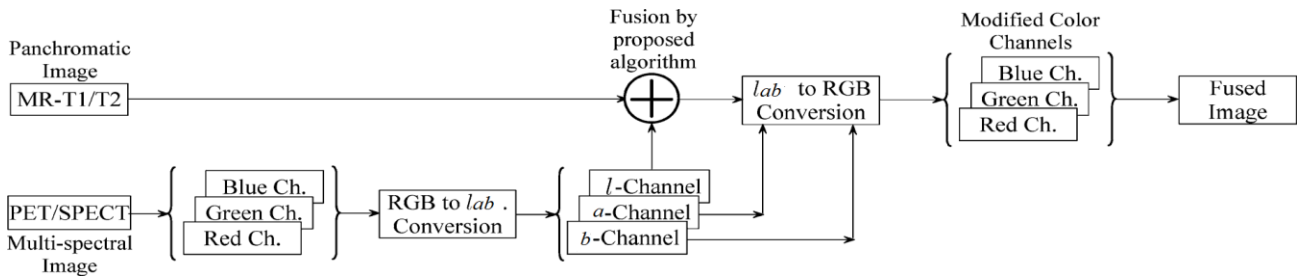 Panchromatic
Image
MR-T1/T2
Fusion by
proposed
algorithm
lab to RGB
Conversion
Modified Color
Channels
Blue Ch.
Green Ch.
Red Ch.
Fused
Image
PET/SPECT
Multi-spectral
Image
Blue Ch.
Green Ch.
Red Ch.
RGB to lab .
Conversion
l-Channel
a-Channel
b-Channel